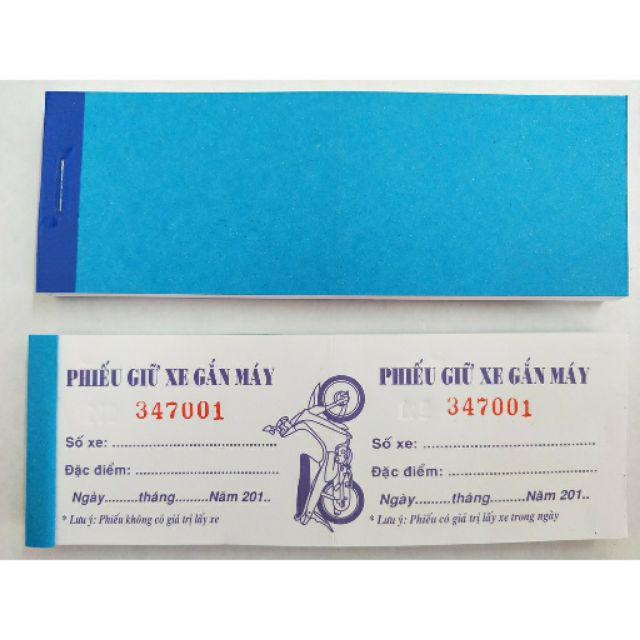 PHIẾU GIỮ XE GẮN MÁY
347001
Số xe: ........................................
Đặc điểm: ..................................
Ngày.........tháng.........Năm 201..
* Lưu ý: Phiếu không có giá trị lấy xe
PHIẾU GIỮ XE GẮN MÁY
347001
Số xe: ........................................
Đặc điểm: ..................................
Ngày.........tháng.........Năm 201..
* Lưu ý: Phiếu có giá trị lấy xe trong ngày